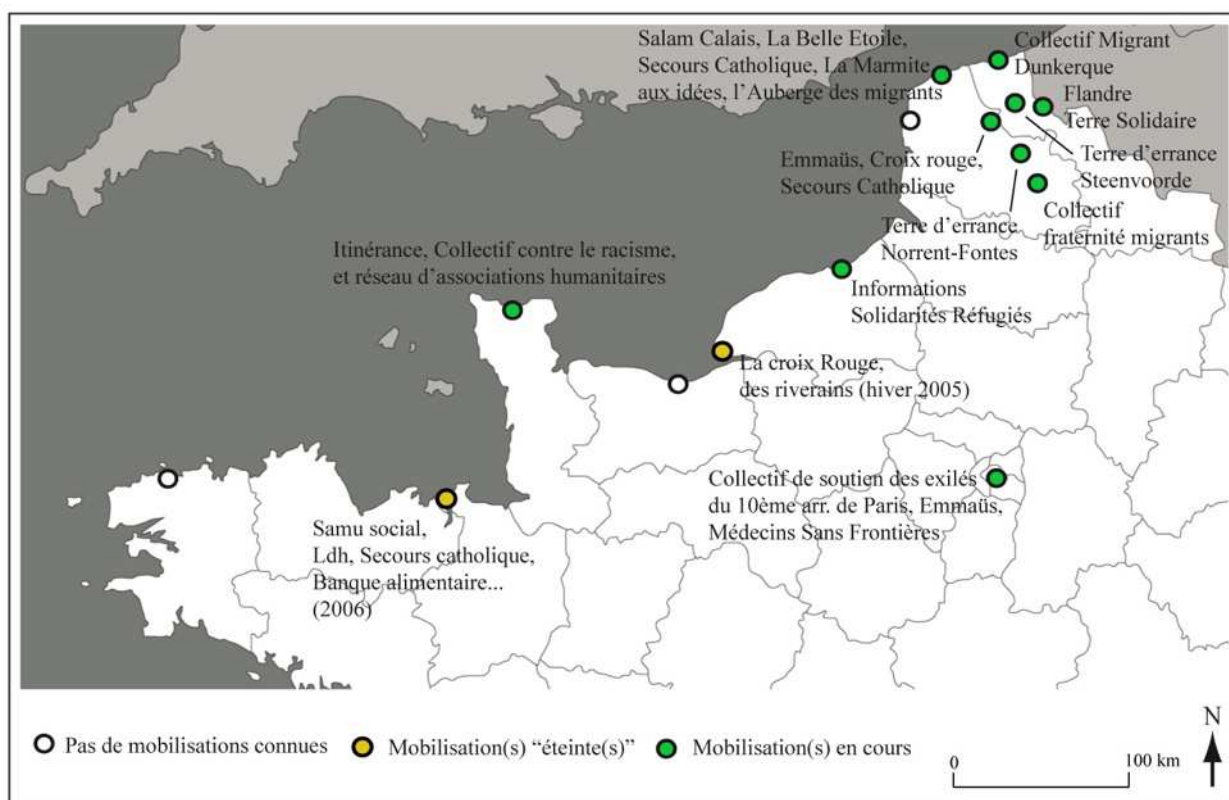 Salam Calais, La Belle Etoile,
Secours Catholique, La Marmite
aux idées, l’Auberge des migrants
Collectif Migrant
Dunkerque
Flandre
Terre Solidaire
Emmaüs, Croix rouge,
Secours Catholique
Terre d’errance
Steenvoorde
Terre d’errance
Norrent-Fontes
Collectif
fraternité migrants
Itinérance, Collectif contre le racisme,
et réseau d’associations humanitaires
Informations
Solidarités Réfugiés
La croix Rouge,
des riverains (hiver 2005)
Collectif de soutien des exilés
du 10ème arr. de Paris, Emmaüs,
Médecins Sans Frontières
Samu social,
Ldh, Secours catholique,
Banque alimentaire...
(2006)
Pas de mobilisations connues
Mobilisation(s) “éteinte(s)”
Mobilisation(s) en cours
0 100 km
N